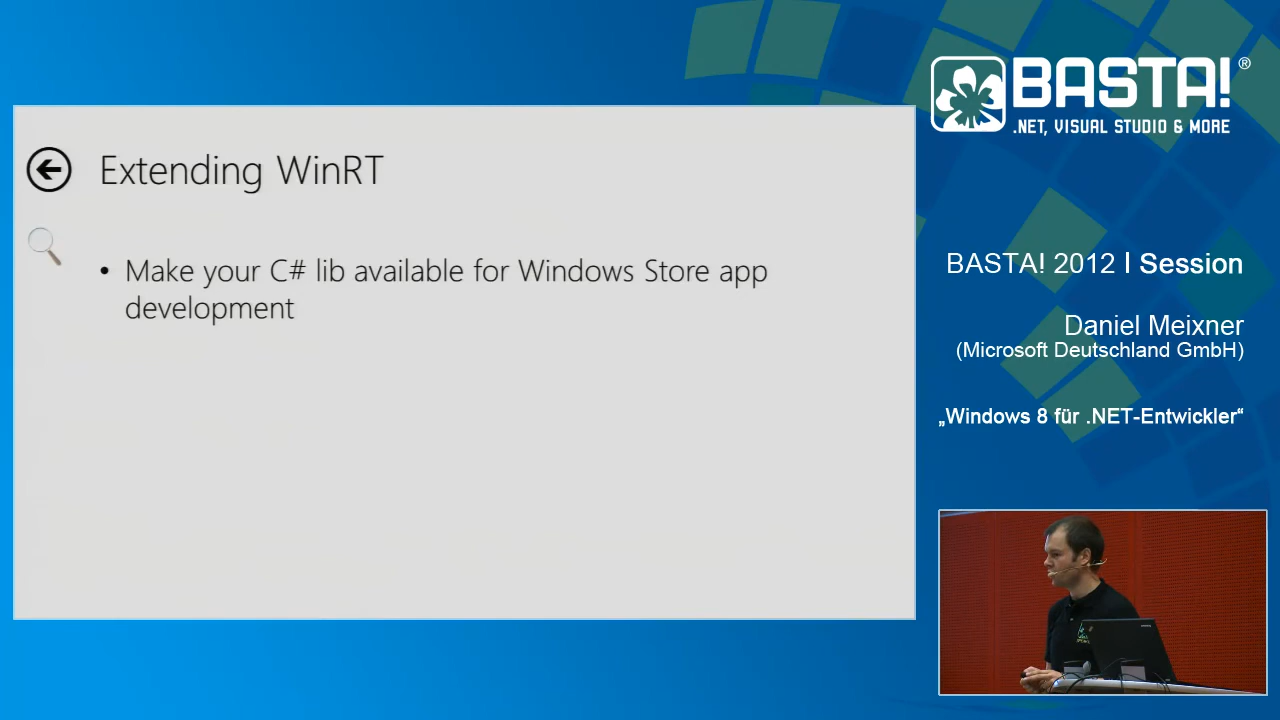 Extending WinRT
• Make your C# lib available for Windows Store app
development
BASTA!®
.NET, VISUAL STUDIO & MORE
BASTA! 2012 I Session
Daniel Meixner
(Microsoft Deutschland GmbH)
„Windows 8 für .NET-Entwickler“